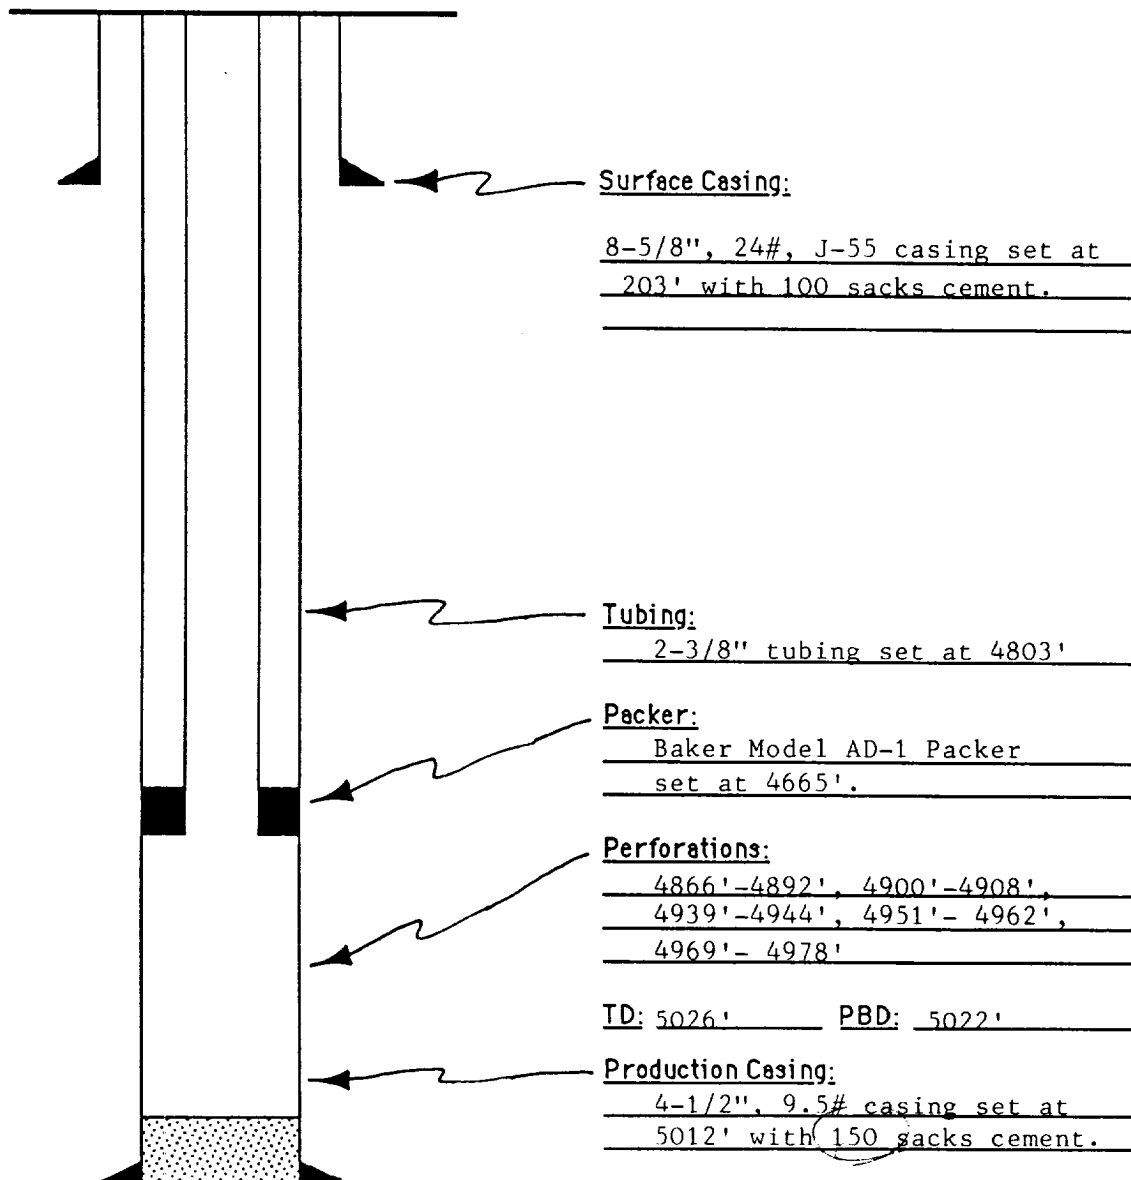 Surface Casing:
8-5/8", 24#, J-55 casing set at
203' with 100 sacks cement.
Tubing:
2-3/8" tubing set at 4803'
Packer:
Baker Model AD-1 Packer
set at 4665'.
Perforations:
4866'-4892', 4900'-4908',
4939'-4944', 4951'- 4962',
4969'- 4978'
TD: 5026' PBD: 5022'
Production Casing:
4-1/2", 9.5# casing set at
5012' with 150 sacks cement.